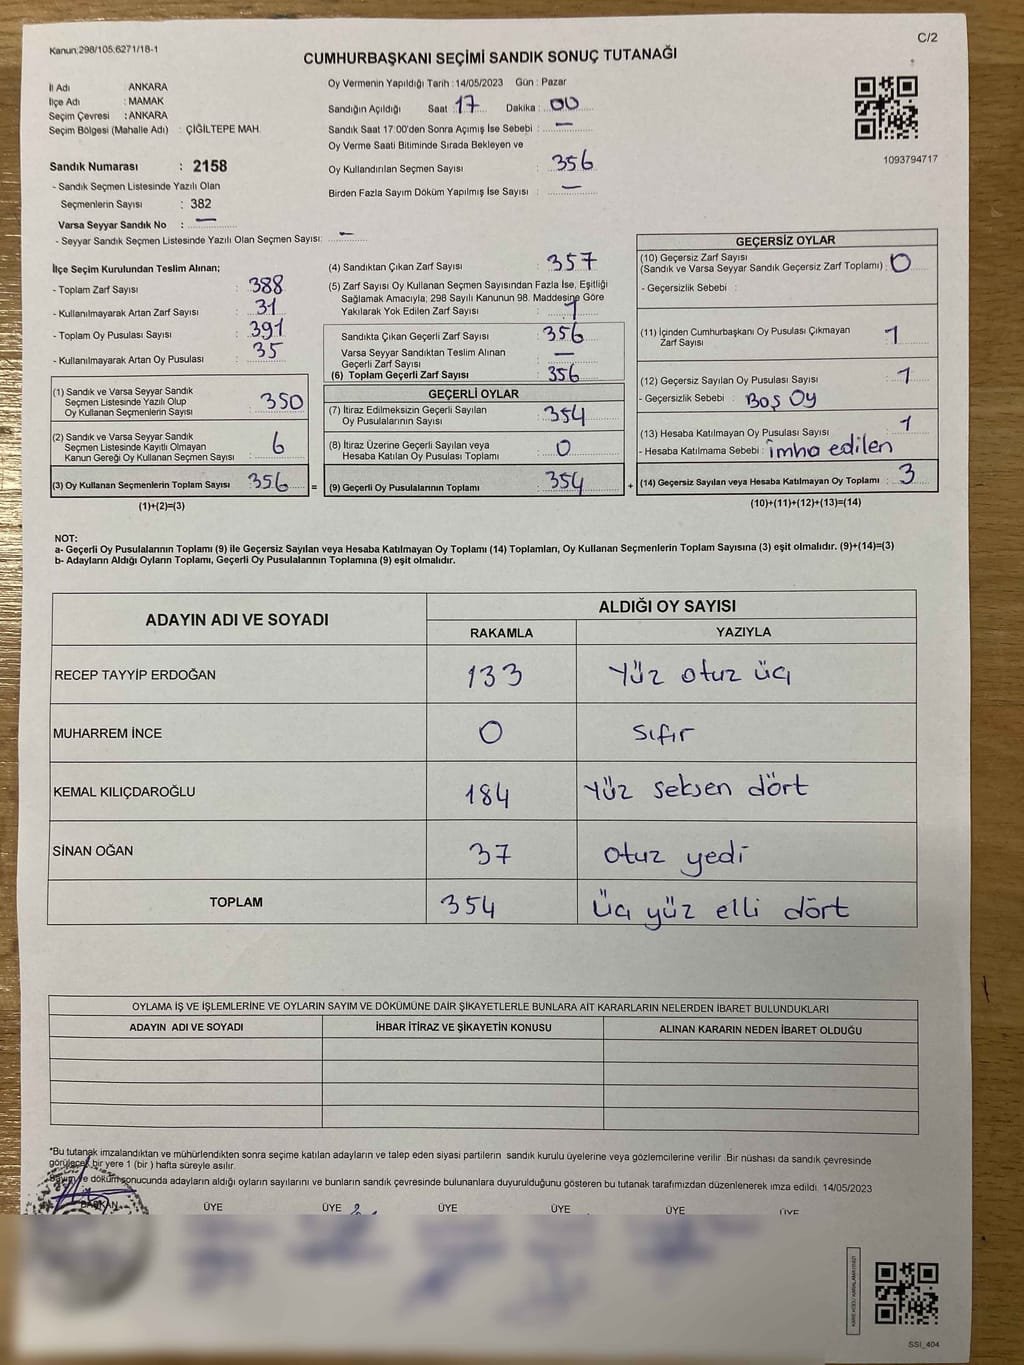 Kanun:298/105,6271/18-1
C/2
CUMHURBAŞKANI SEÇİMİ SANDIK SONUÇ TUTANAĞI
İl Adı : ANKARA
İlçe Adı : MAMAK
Seçim Çevresi : ANKARA
Seçim Bölgesi (Mahalle Adı) : ÇİĞİLTEPE MAH.
Oy Vermenin Yapıldığı Tarih : 14/05/2023 Gün : Pazar
Sandığın Açıldığı Saat : 17 Dakika : 00
Sandık Saat 17:00'den Sonra Açımış İse Sebebi : —
Oy Verme Saati Bitiminde Sırada Bekleyen ve
Oy Kullandırılan Seçmen Sayısı : 356
Birden Fazla Sayım Döküm Yapılmış İse Sayısı : —
1093794717
Sandık Numarası : 2158
- Sandık Seçmen Listesinde Yazılı Olan
Seçmenlerin Sayısı : 382
Varsa Seyyar Sandık No : —
- Seyyar Sandık Seçmen Listesinde Yazılı Olan Seçmen Sayısı: —
İlçe Seçim Kurulundan Teslim Alınan;
- Toplam Zarf Sayısı : 388
- Kullanılmayarak Artan Zarf Sayısı : 31
- Toplam Oy Pusulası Sayısı : 391
- Kullanılmayarak Artan Oy Pusulası : 35
(1) Sandık ve Varsa Seyyar Sandık
Seçmen Listesinde Yazılı Olup
Oy Kullanan Seçmenlerin Sayısı : 350
(2) Sandık ve Varsa Seyyar Sandık
Seçmen Listesinde Kayıtlı Olmayan
Kanun Gereği Oy Kullanan Seçmen Sayısı : 6
(3) Oy Kullanan Seçmenlerin Toplam Sayısı : 356 =
(1)+(2)=(3)
(4) Sandıktan Çıkan Zarf Sayısı : 357
(5) Zarf Sayısı Oy Kullanan Seçmen Sayısından Fazla İse, Eşitliği
Sağlamak Amacıyla; 298 Sayılı Kanunun 98. Maddesine Göre
Yakılarak Yok Edilen Zarf Sayısı : 1
Sandıkta Çıkan Geçerli Zarf Sayısı : 356
Varsa Seyyar Sandıktan Teslim Alınan
Geçerli Zarf Sayısı : —
(6) Toplam Geçerli Zarf Sayısı : 356
GEÇERLİ OYLAR
(7) İtiraz Edilmeksizin Geçerli Sayılan
Oy Pusulalarının Sayısı : 354
(8) İtiraz Üzerine Geçerli Sayılan veya
Hesaba Katılan Oy Pusulası Toplamı : 0
(9) Geçerli Oy Pusulalarının Toplamı : 354 +
GEÇERSİZ OYLAR
(10) Geçersiz Zarf Sayısı
(Sandık ve Varsa Seyyar Sandık Geçersiz Zarf Toplamı) : 0
- Geçersizlik Sebebi :
(11) İçinden Cumhurbaşkanı Oy Pusulası Çıkmayan
Zarf Sayısı : 1
(12) Geçersiz Sayılan Oy Pusulası Sayısı : 1
- Geçersizlik Sebebi : Boş Oy
(13) Hesaba Katılmayan Oy Pusulası Sayısı : 1
- Hesaba Katılmama Sebebi : imha edilen
(14) Geçersiz Sayılan veya Hesaba Katılmayan Oy Toplamı : 3
(10)+(11)+(12)+(13)=(14)
NOT:
a- Geçerli Oy Pusulalarının Toplamı (9) ile Geçersiz Sayılan veya Hesaba Katılmayan Oy Toplamı (14) Toplamları, Oy Kullanan Seçmenlerin Toplam Sayısına (3) eşit olmalıdır. (9)+(14)=(3)
b- Adayların Aldığı Oyların Toplamı, Geçerli Oy Pusulalarının Toplamına (9) eşit olmalıdır.
ADAYIN ADI VE SOYADI
ALDIĞI OY SAYISI
RAKAMLA YAZIYLA
RECEP TAYYİP ERDOĞAN 133 Yüz otuz üç
MUHARREM İNCE 0 Sıfır
KEMAL KILIÇDAROĞLU 184 Yüz seksen dört
SİNAN OĞAN 37 otuz yedi
TOPLAM 354 Üç yüz elli dört
OYLAMA İŞ VE İŞLEMLERİNE VE OYLARIN SAYIM VE DÖKÜMÜNE DAİR ŞİKAYETLERLE BUNLARA AİT KARARLARIN NELERDEN İBARET BULUNDUKLARI
ADAYIN ADI VE SOYADI İHBAR İTİRAZ VE ŞİKAYETİN KONUSU ALINAN KARARIN NEDEN İBARET OLDUĞU
*Bu tutanak imzalandıktan ve mühürlendikten sonra seçime katılan adayların ve talep eden siyasi partilerin sandık kurulu üyelerine veya gözlemcilerine verilir .Bir nüshası da sandık çevresinde
görülecek bir yere 1 (bir ) hafta süreyle asılır.
Sayım ve döküm sonucunda adayların aldığı oyların sayılarını ve bunların sandık çevresinde bulunanlara duyurulduğunu gösteren bu tutanak tarafımızdan düzenlenerek imza edildi. 14/05/2023
BAŞKAN ÜYE ÜYE ÜYE ÜYE ÜYE ÜYE
SSI_404